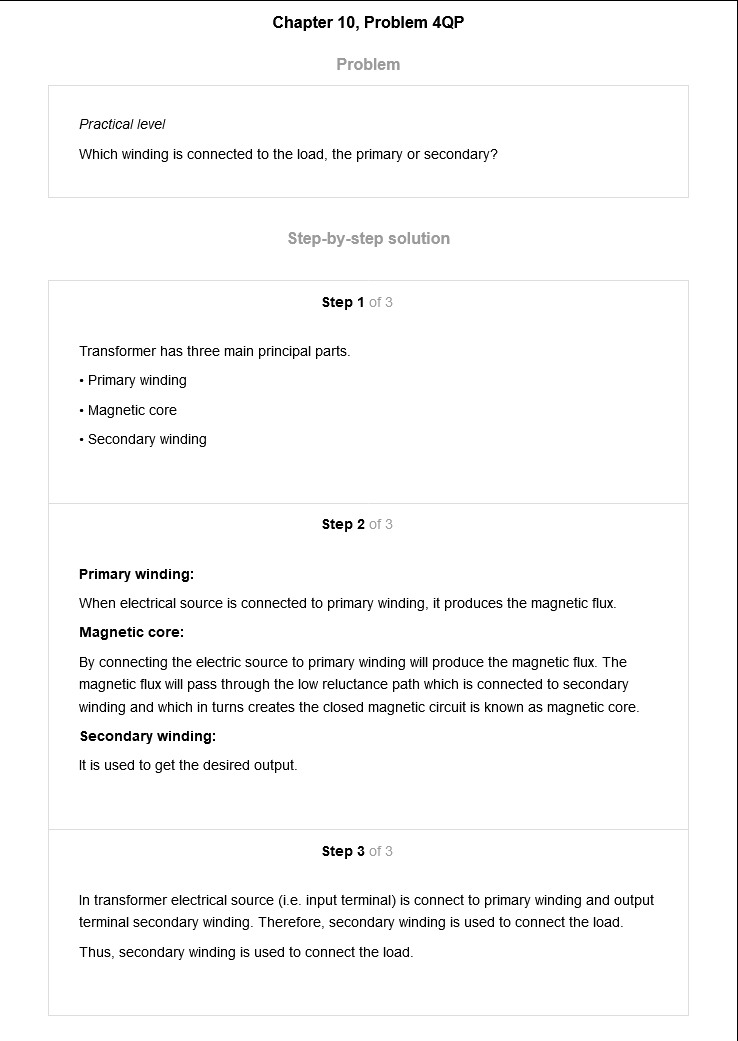 Chapter 10, Problem 4QP
Problem
Practical level
Which winding is connected to the load, the primary or secondary?
Step-by-step solution
Step 1 of 3
Transformer has three main principal parts.
• Primary winding
• Magnetic core
• Secondary winding
Step 2 of 3
Primary winding:
When electrical source is connected to primary winding, it produces the magnetic flux.
Magnetic core:
By connecting the electric source to primary winding will produce the magnetic flux. The
magnetic flux will pass through the low reluctance path which is connected to secondary
winding and which in turns creates the closed magnetic circuit is known as magnetic core.
Secondary winding:
It is used to get the desired output.
Step 3 of 3
In transformer electrical source (i.e. input terminal) is connect to primary winding and output
terminal secondary winding. Therefore, secondary winding is used to connect the load.
Thus, secondary winding is used to connect the load.